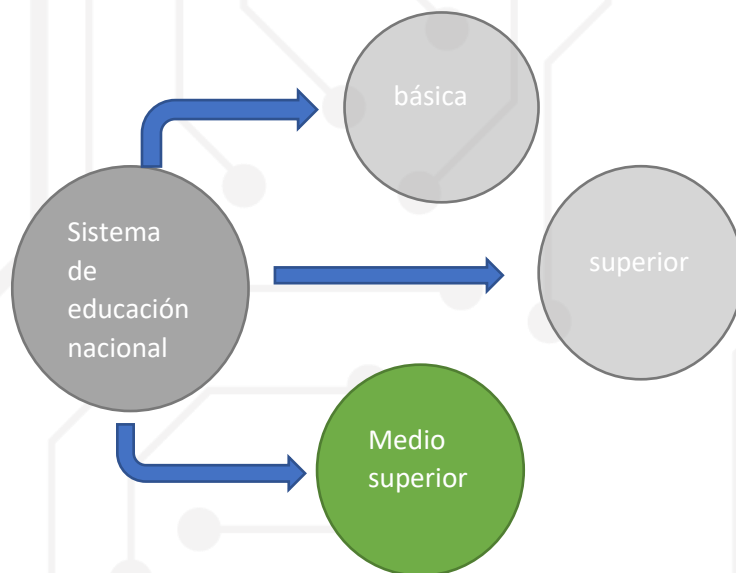 básica
Sistema
de
educación
nacional
superior
Medio
superior